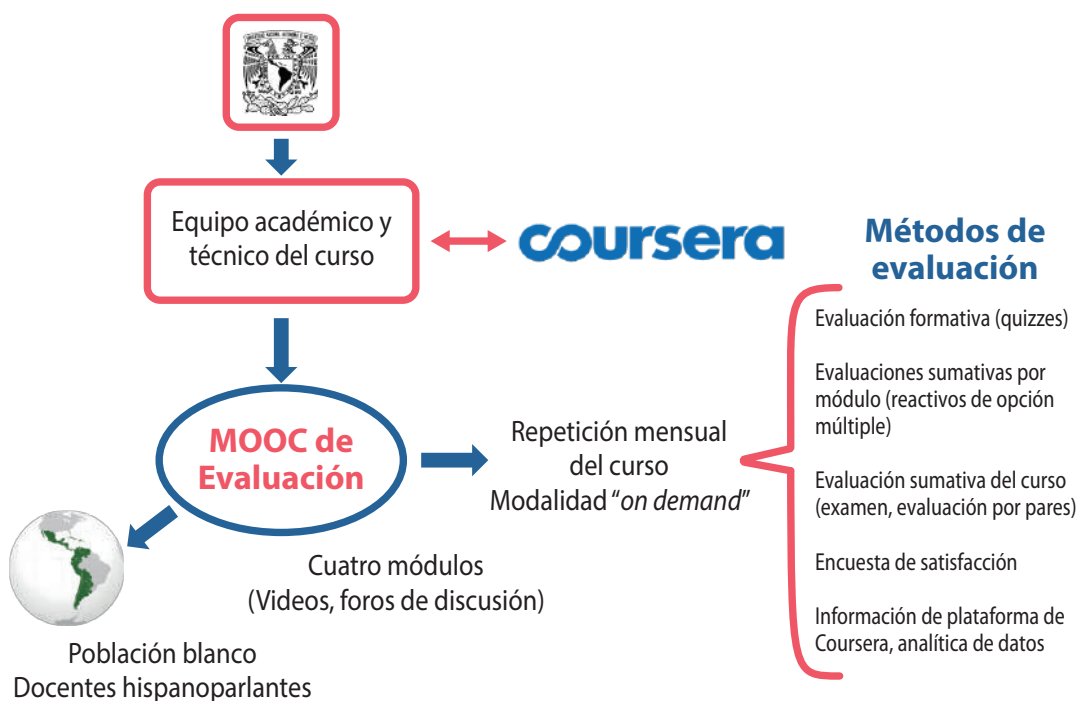 Equipo académico y
técnico del curso
coursera
Métodos de
evaluación
Evaluación formativa (quizzes)
Evaluaciones sumativas por
módulo (reactivos de opción
múltiple)
Evaluación sumativa del curso
(examen, evaluación por pares)
Encuesta de satisfacción
Información de plataforma de
Coursera, analítica de datos
MOOC de
Evaluación
Repetición mensual
del curso
Modalidad “on demand”
Cuatro módulos
(Videos, foros de discusión)
Población blanco
Docentes hispanoparlantes